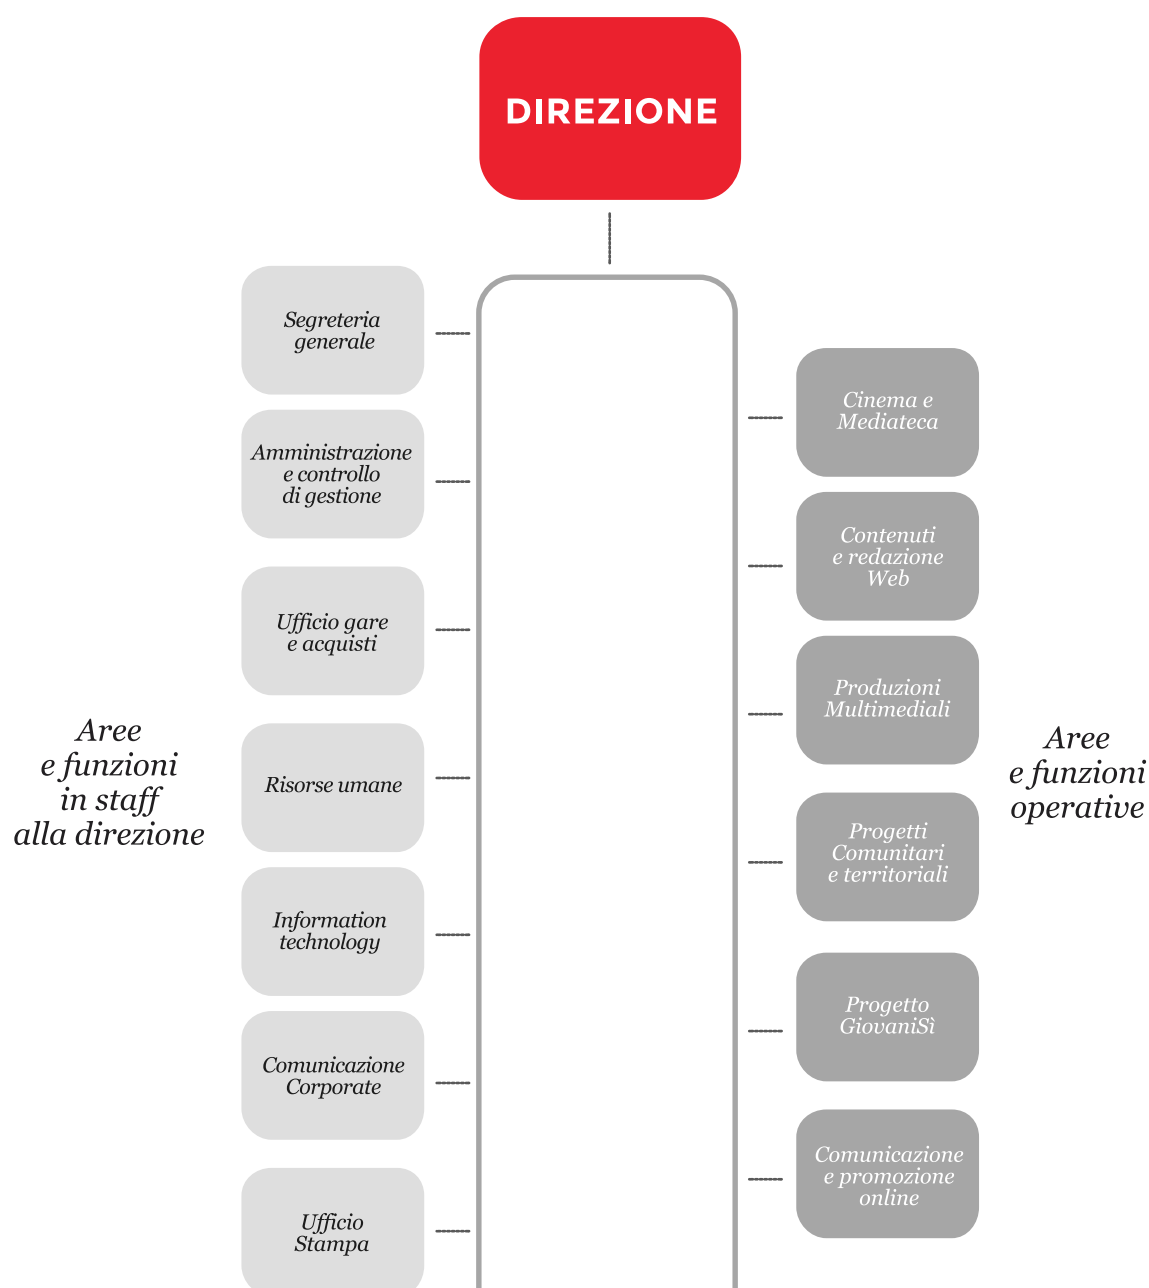 DIREZIONE
Segreteria
generale
Amministrazione
e controllo
di gestione
Ufficio gare
e acquisti
Aree
e funzioni
in staff
alla direzione
Risorse umane
Information
technology
Comunicazione
Corporate
Ufficio
Stampa
Cinema e
Mediateca
Contenuti
e redazione
Web
Produzioni
Multimediali
Aree
e funzioni
operative
Progetti
Comunitari
e territoriali
Progetto
GiovaniSì
Comunicazione
e promozione
online